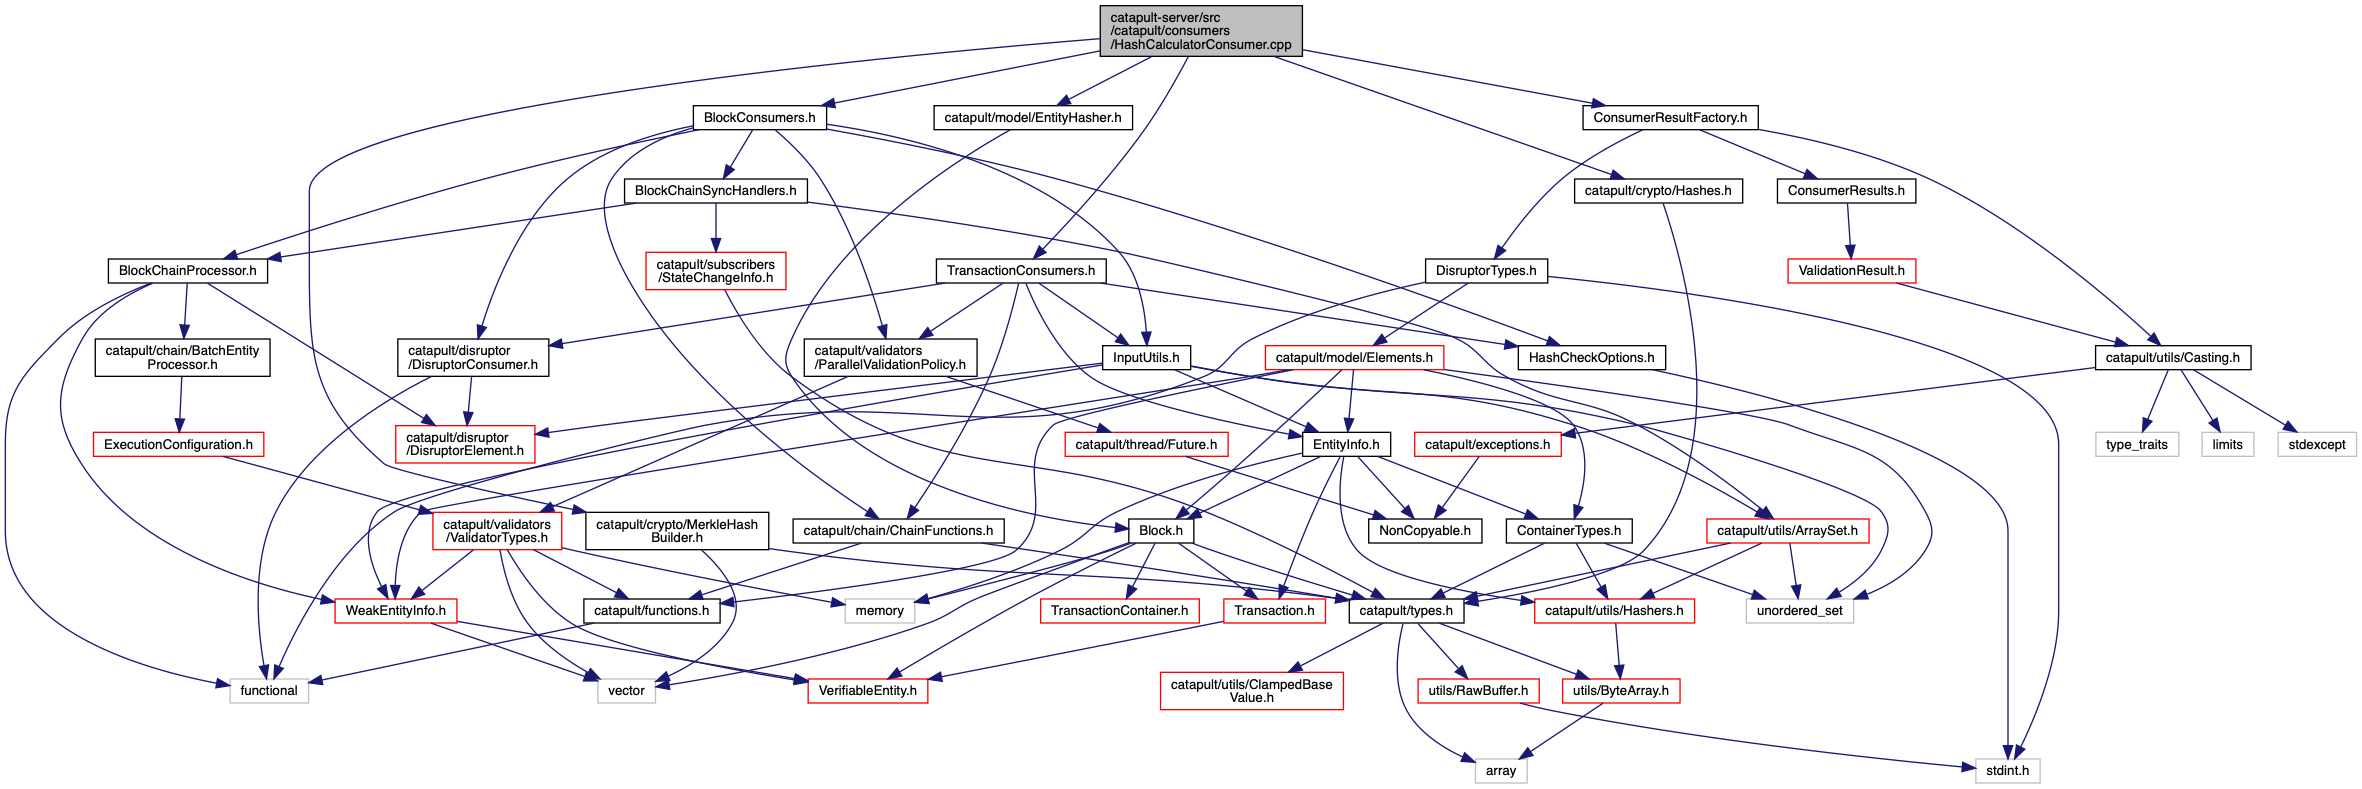 catapult-server/src
/catapult/consumers
/HashCalculatorConsumer.cpp
BlockConsumers.h
catapult/model/EntityHasher.h
ConsumerResultFactory.h
BlockChainSyncHandlers.h
catapult/crypto/Hashes.h
ConsumerResults.h
BlockChainProcessor.h
catapult/subscribers
/StateChangeInfo.h
TransactionConsumers.h
DisruptorTypes.h
ValidationResult.h
catapult/chain/BatchEntity
Processor.h
catapult/disruptor
/DisruptorConsumer.h
catapult/validators
/ParallelValidationPolicy.h
InputUtils.h
catapult/model/Elements.h
HashCheckOptions.h
catapult/utils/Casting.h
ExecutionConfiguration.h
catapult/disruptor
/DisruptorElement.h
catapult/thread/Future.h
EntityInfo.h
catapult/exceptions.h
type_traits
limits
stdexcept
catapult/validators
/ValidatorTypes.h
catapult/crypto/MerkleHash
Builder.h
catapult/chain/ChainFunctions.h
Block.h
NonCopyable.h
ContainerTypes.h
catapult/utils/ArraySet.h
WeakEntityInfo.h
catapult/functions.h
memory
TransactionContainer.h
Transaction.h
catapult/types.h
catapult/utils/Hashers.h
unordered_set
functional
vector
VerifiableEntity.h
catapult/utils/ClampedBase
Value.h
utils/RawBuffer.h
utils/ByteArray.h
array
stdint.h